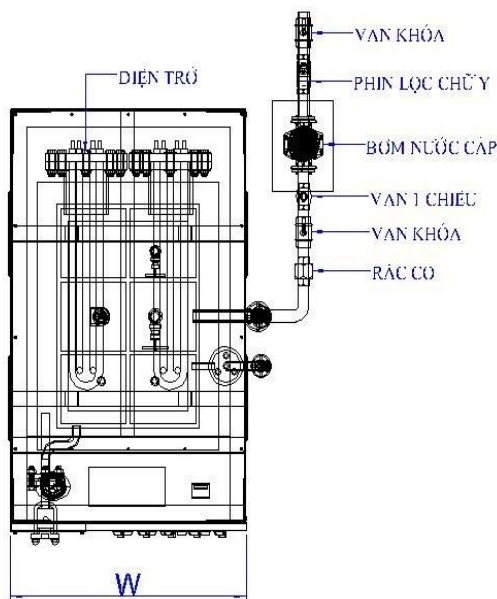 VAN KHÓA
ĐIỆN TRỞ
PHIN LỌC CHỮ Y
BƠM NƯỚC CẤP
VAN 1 CHIỀU
VAN KHÓA
RẮC CO
W